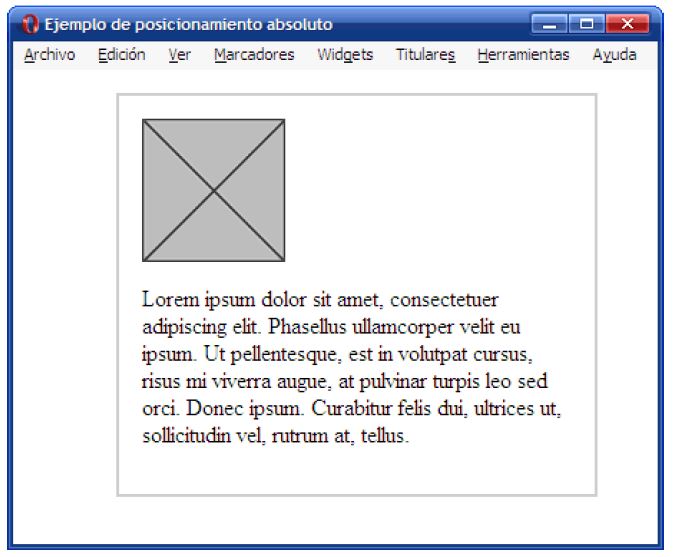 Ejemplo de posicionamiento absoluto
Archivo Edición Ver Marcadores Widgets Titulares Herramientas Ayuda
Lorem ipsum dolor sit amet, consectetuer
adipiscing elit. Phasellus ullamcorper velit eu
ipsum. Ut pellentesque, est in volutpat cursus,
risus mi viverra augue, at pulvinar turpis leo sed
orci. Donec ipsum. Curabitur felis dui, ultrices ut,
sollicitudin vel, rutrum at, tellus.